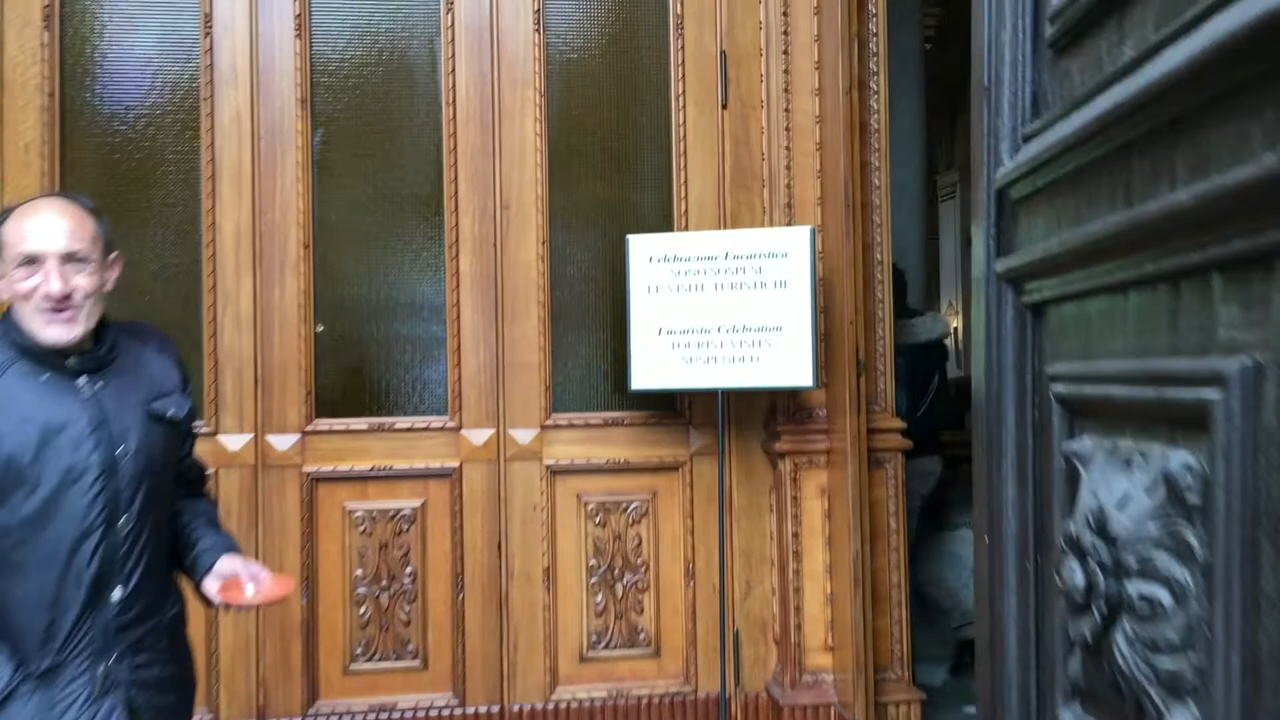 Celebrazione Eucaristica
SONO SOSPESE
LE VISITE TURISTICHE
Eucaristic Celebration
TOURIST VISITS
SUSPENDED